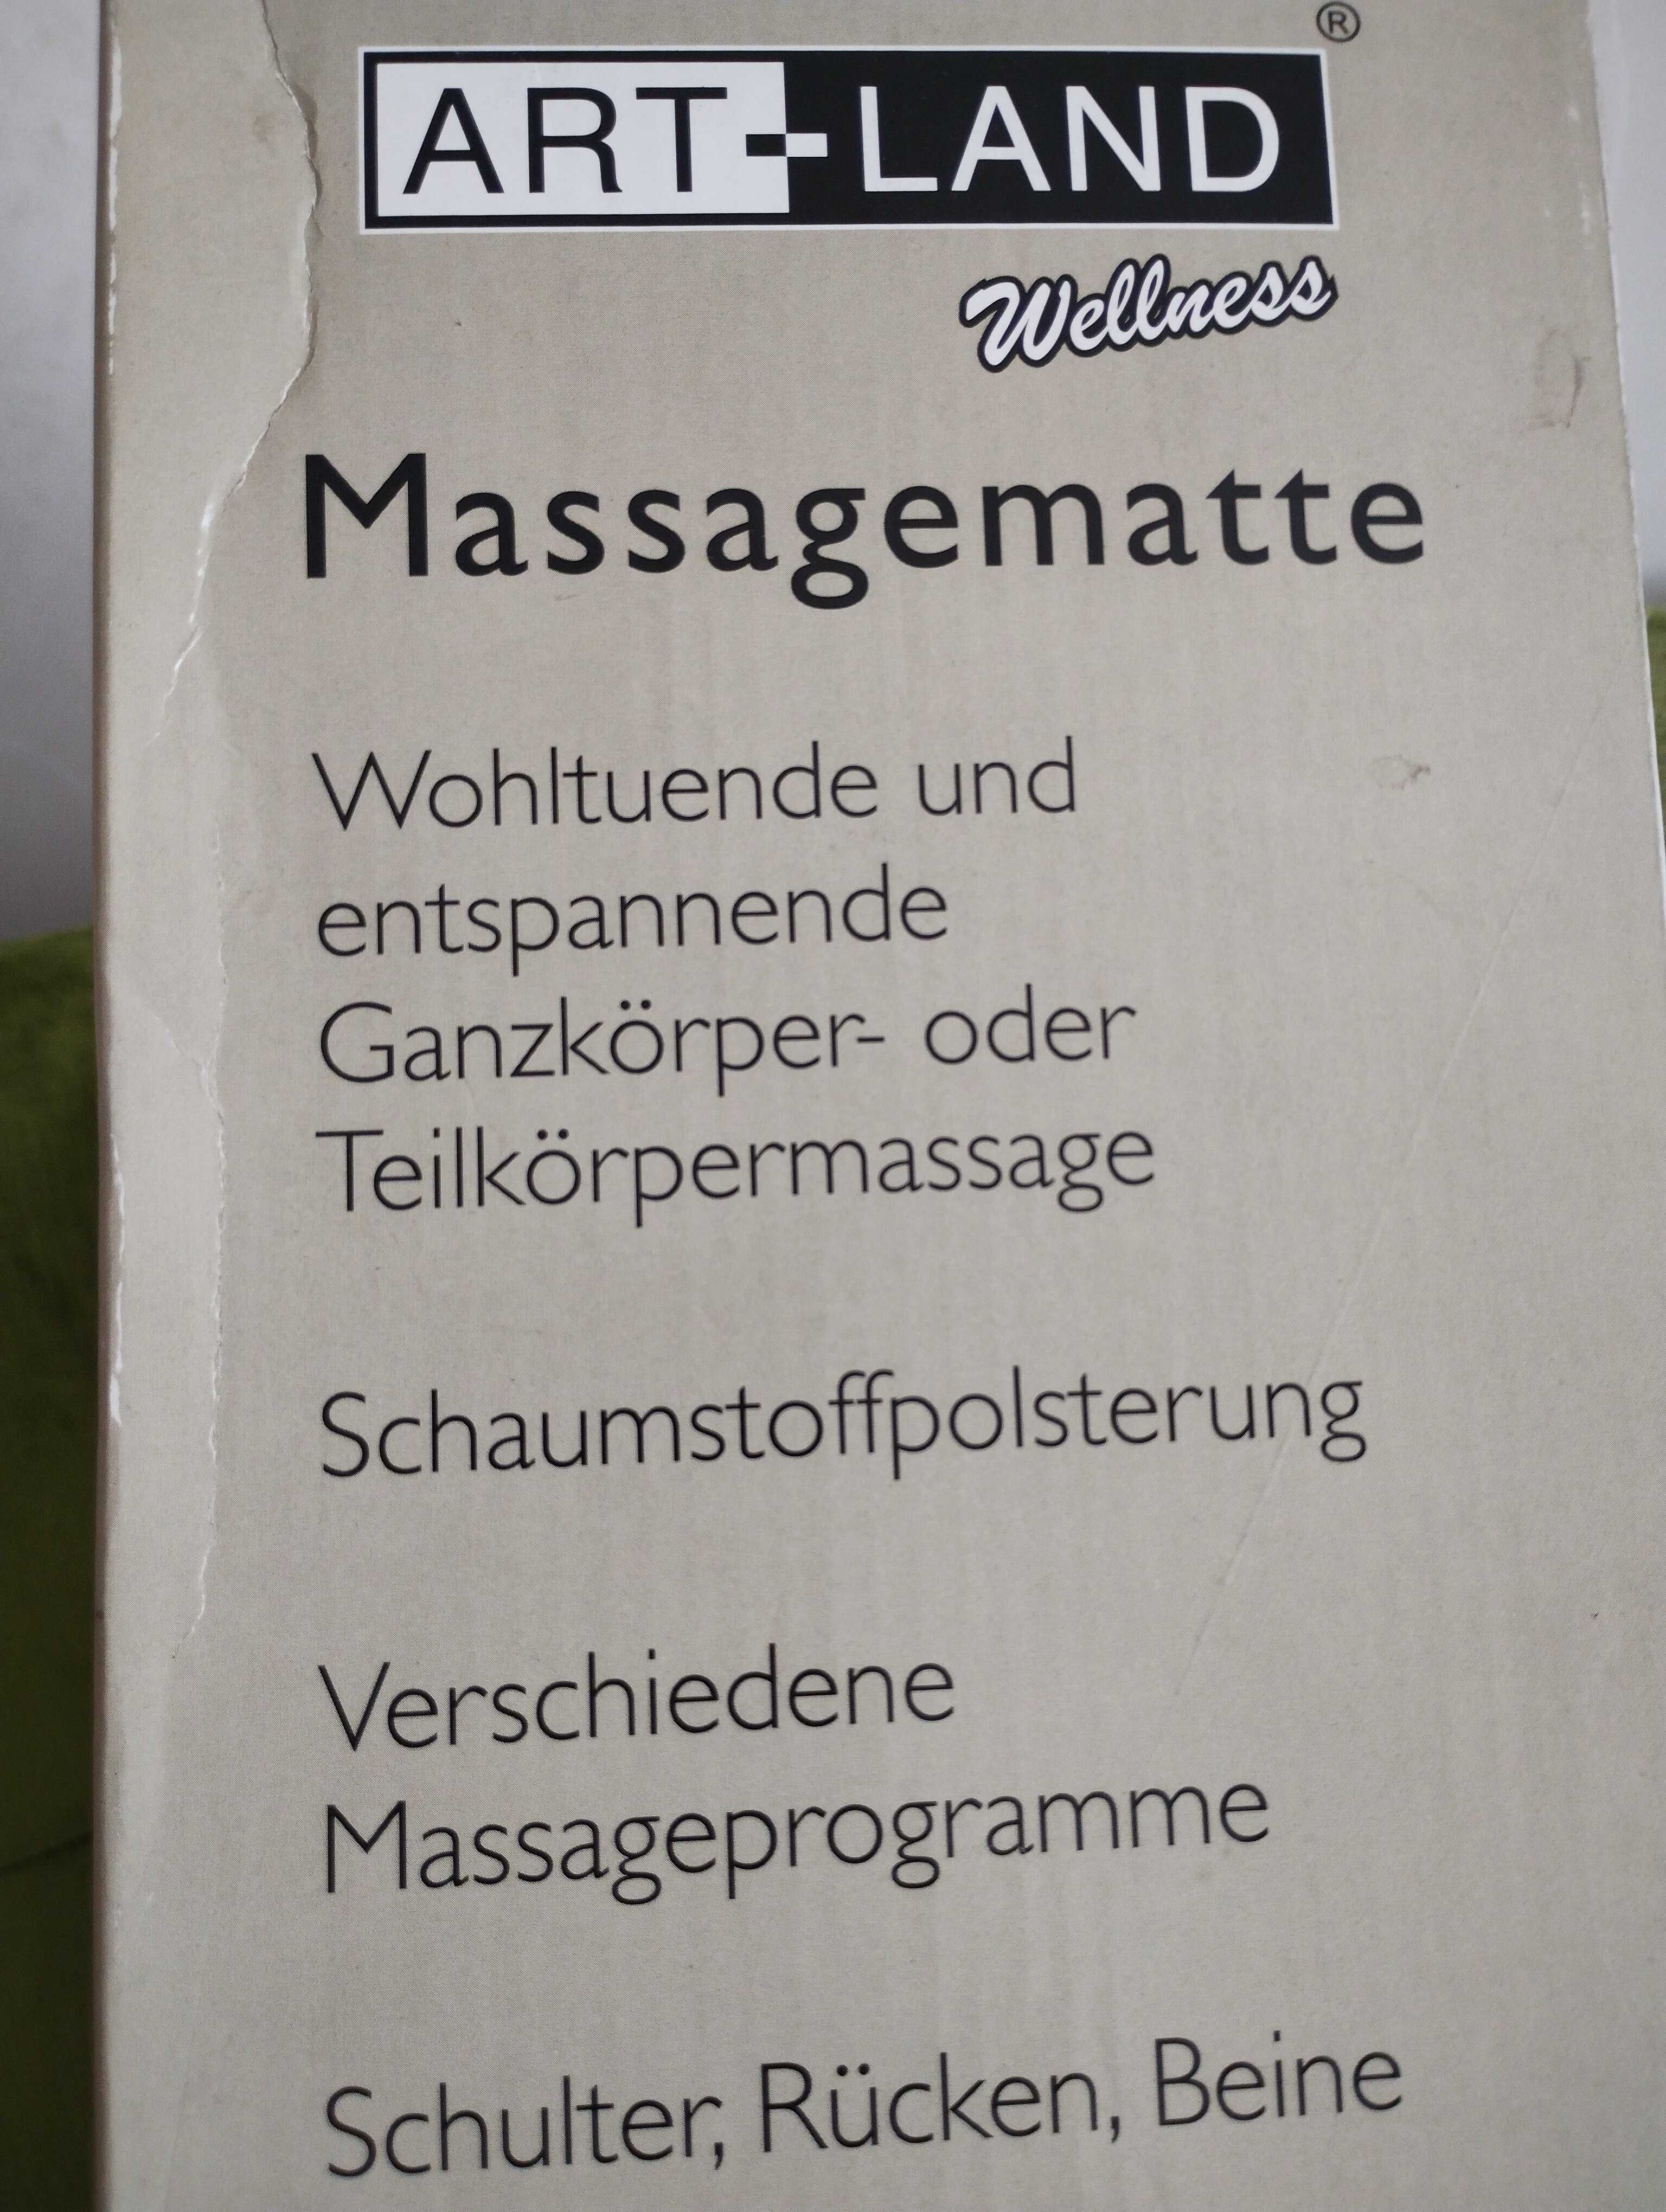 ART-LAND®
Wellness
Massagematte
Wohltuende und
entspannende
Ganzkörper- oder
Teilkörpermassage
Schaumstoffpolsterung
Verschiedene
Massageprogramme
Schulter, Rücken, Beine